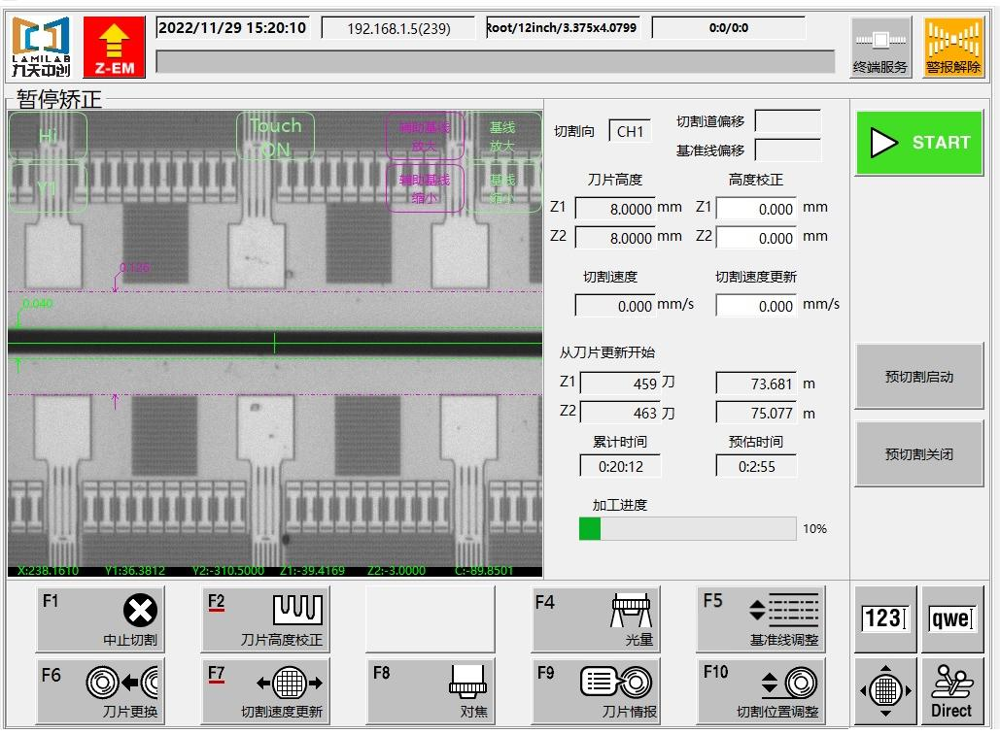 LAMILAB
九天中创
Z-EM
2022/11/29 15:20:10
192.168.1.5(239)
Root/12inch/3.375x4.0799
0:0/0:0
终端服务
警报解除
暂停矫正
Hi
Touch
ON
辅助基线
放大
基线
放大
Y1
辅助基线
缩小
基线
缩小
0.126
0.040
X:238.1610 Y1:36.3812 Y2:-310.5000 Z1:-39.4169 Z2:-3.0000 C:-89.8501
切割向 CH1
切割道偏移
基准线偏移
刀片高度 高度校正
Z1 8.0000 mm Z1 0.000 mm
Z2 8.0000 mm Z2 0.000 mm
切割速度 切割速度更新
0.000 mm/s 0.000 mm/s
从刀片更新开始
Z1 459 刀 73.681 m
Z2 463 刀 75.077 m
累计时间 预估时间
0:20:12 0:2:55
加工进度
10%
START
预切割启动
预切割关闭
F1 中止切割
F2 刀片高度校正
F4 光量
F5 基准线调整
123
qwe
F6 刀片更换
F7 切割速度更新
F8 对焦
F9 刀片情报
F10 切割位置调整
Direct